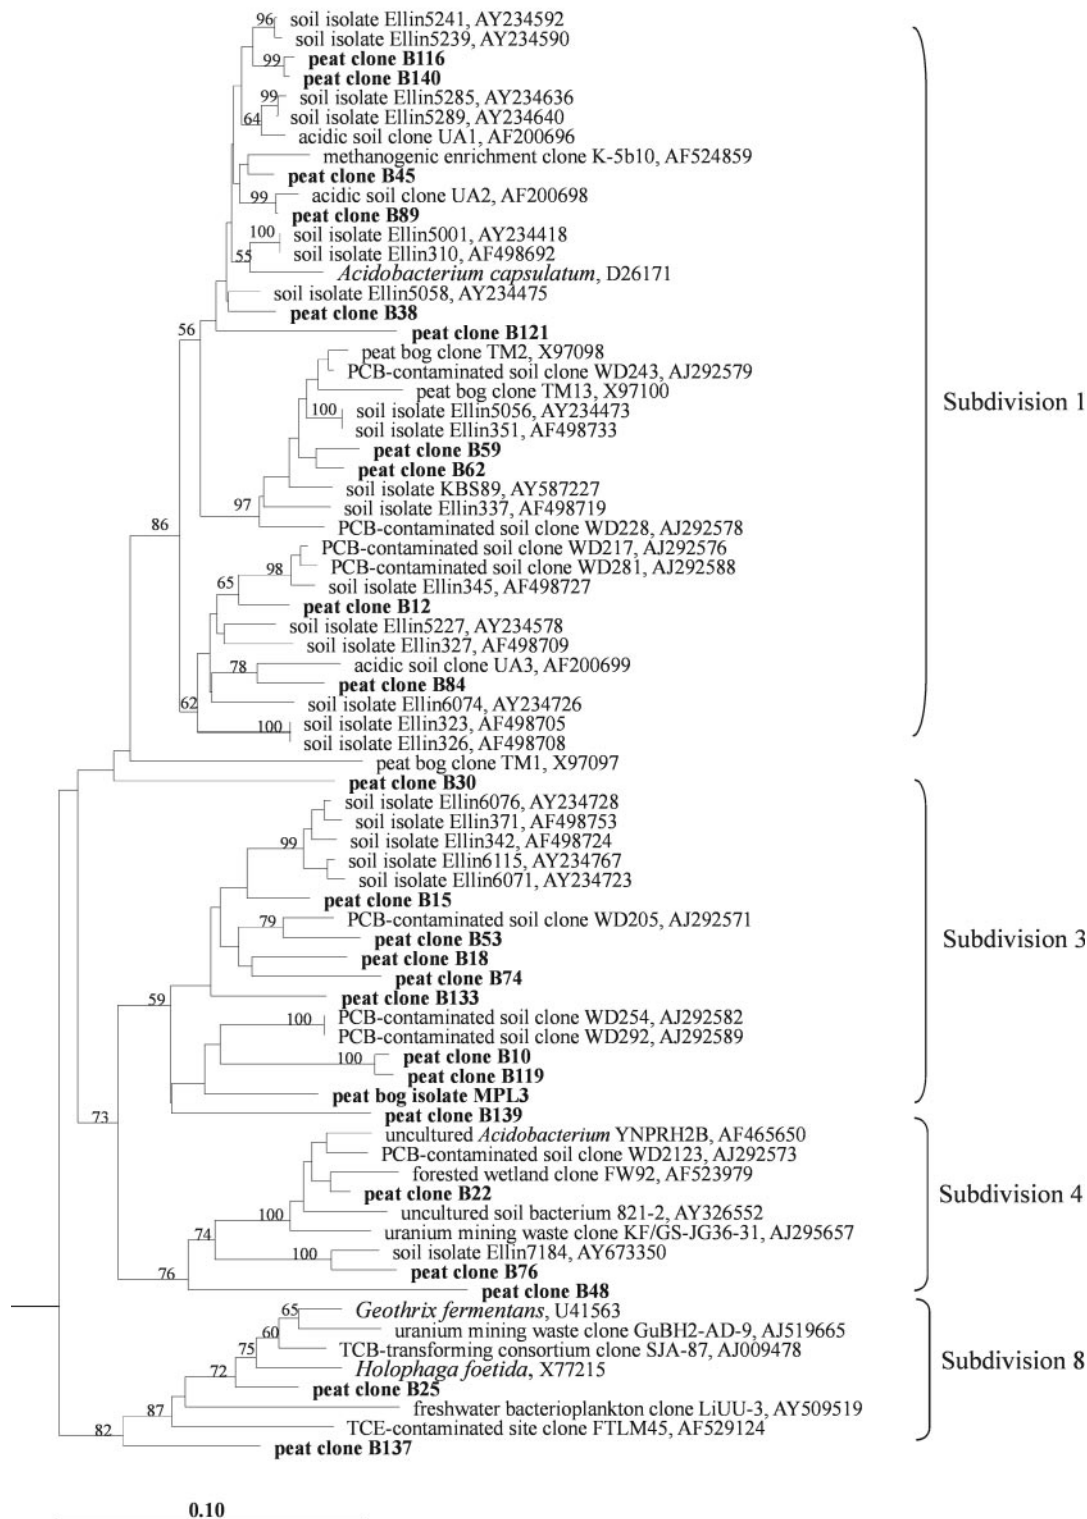 96 soil isolate Ellin5241, AY234592
soil isolate Ellin5239, AY234590
99 peat clone B116
peat clone B140
99 soil isolate Ellin5285, AY234636
64 soil isolate Ellin5289, AY234640
acidic soil clone UA1, AF200696
methanogenic enrichment clone K-5b10, AF524859
peat clone B45
99 acidic soil clone UA2, AF200698
peat clone B89
100 soil isolate Ellin5001, AY234418
55 soil isolate Ellin310, AF498692
Acidobacterium capsulatum, D26171
soil isolate Ellin5058, AY234475
peat clone B38
56 peat clone B121
peat bog clone TM2, X97098
PCB-contaminated soil clone WD243, AJ292579
peat bog clone TM13, X97100
Subdivision 1
100 soil isolate Ellin5056, AY234473
soil isolate Ellin351, AF498733
peat clone B59
peat clone B62
soil isolate KBS89, AY587227
97 soil isolate Ellin337, AF498719
86 PCB-contaminated soil clone WD228, AJ292578
PCB-contaminated soil clone WD217, AJ292576
98 PCB-contaminated soil clone WD281, AJ292588
65 soil isolate Ellin345, AF498727
peat clone B12
soil isolate Ellin5227, AY234578
soil isolate Ellin327, AF498709
78 acidic soil clone UA3, AF200699
peat clone B84
62 soil isolate Ellin6074, AY234726
100 soil isolate Ellin323, AF498705
soil isolate Ellin326, AF498708
peat bog clone TM1, X97097
peat clone B30
soil isolate Ellin6076, AY234728
soil isolate Ellin371, AF498753
99 soil isolate Ellin342, AF498724
soil isolate Ellin6115, AY234767
soil isolate Ellin6071, AY234723
peat clone B15
79 PCB-contaminated soil clone WD205, AJ292571
peat clone B53
Subdivision 3
peat clone B18
peat clone B74
59 peat clone B133
100 PCB-contaminated soil clone WD254, AJ292582
PCB-contaminated soil clone WD292, AJ292589
100 peat clone B10
peat clone B119
peat bog isolate MPL3
73 peat clone B139
uncultured Acidobacterium YNPRH2B, AF465650
PCB-contaminated soil clone WD2123, AJ292573
forested wetland clone FW92, AF523979
peat clone B22
Subdivision 4
100 uncultured soil bacterium 821-2, AY326552
74 uranium mining waste clone KF/GS-JG36-31, AJ295657
100 soil isolate Ellin7184, AY673350
76 peat clone B76
peat clone B48
65 Geothrix fermentans, U41563
60 uranium mining waste clone GuBH2-AD-9, AJ519665
75 TCB-transforming consortium clone SJA-87, AJ009478
Subdivision 8
72 Holophaga foetida, X77215
peat clone B25
87 freshwater bacterioplankton clone LiUU-3, AY509519
82 TCE-contaminated site clone FTLM45, AF529124
peat clone B137
0.10